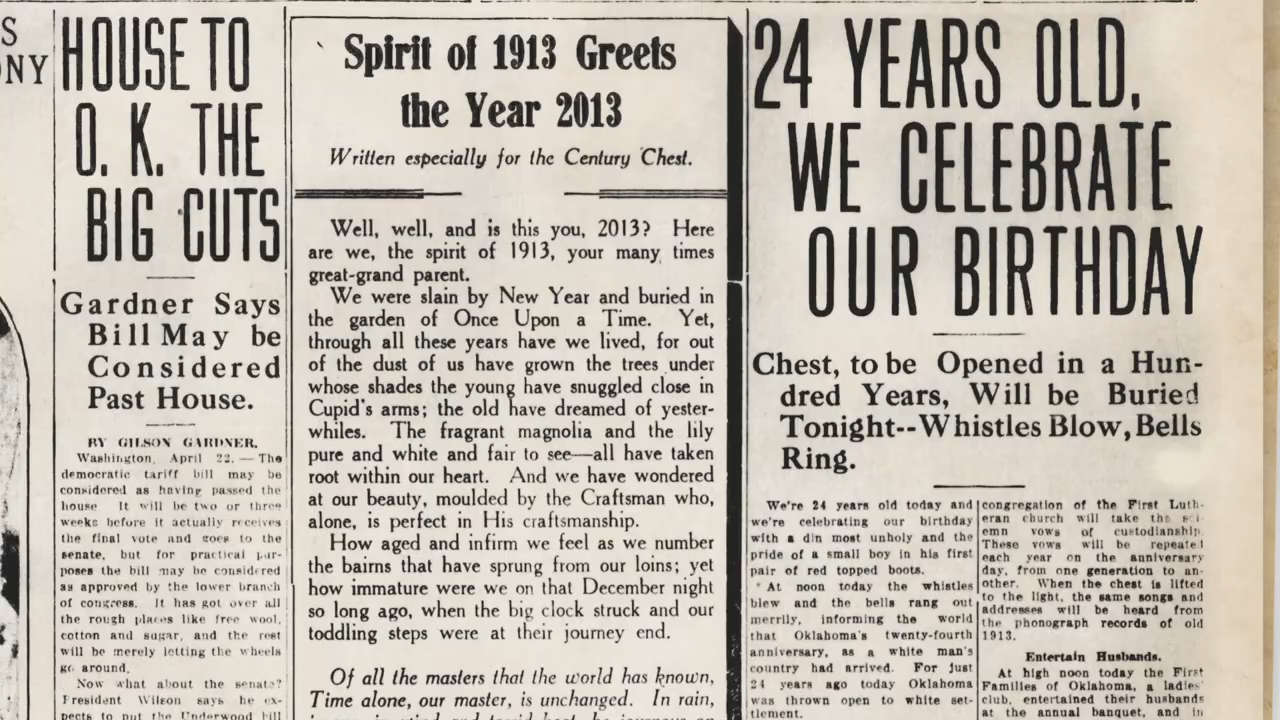 S
NY
HOUSE TO
O. K. THE
BIG CUTS
Gardner Says
Bill May be
Considered
Past House.
BY GILSON GARDNER.
Washington, April 22.—The
democratic tariff bill may be
considered as having passed the
house. It will be two or three
weeks before it actually receives
the final vote and goes to the
senate, but for practical pur-
poses the bill may be considered
as approved by the lower branch
of congress. It has got over all
the rough places like free wool,
cotton and sugar, and the rest
will be merely letting the wheels
go around.
Now what about the senate?
President Wilson says he ex-
pects to put the Underwood bill
Spirit of 1913 Greets
the Year 2013
Written especially for the Century Chest.
Well, well, and is this you, 2013? Here
are we, the spirit of 1913, your many times
great-grand parent.
We were slain by New Year and buried in
the garden of Once Upon a Time. Yet,
through all these years have we lived, for out
of the dust of us have grown the trees under
whose shades the young have snuggled close in
Cupid's arms; the old have dreamed of yester-
whiles. The fragrant magnolia and the lily
pure and white and fair to see—all have taken
root within our heart. And we have wondered
at our beauty, moulded by the Craftsman who,
alone, is perfect in His craftsmanship.
How aged and infirm we feel as we number
the bairns that have sprung from our loins; yet
how immature were we on that December night
so long ago, when the big clock struck and our
toddling steps were at their journey end.
Of all the masters that the world has known,
Time alone, our master, is unchanged. In rain,
24 YEARS OLD,
WE CELEBRATE
OUR BIRTHDAY
Chest, to be Opened in a Hun-
dred Years, Will be Buried
Tonight--Whistles Blow, Bells
Ring.
We're 24 years old today and
we're celebrating our birthday
with a din most unholy and the
pride of a small boy in his first
pair of red topped boots.
At noon today the whistles
blew and the bells rang out
merrily, informing the world
that Oklahoma's twenty-fourth
anniversary, as a white man's
country had arrived. For just
24 years ago today Oklahoma
was thrown open to white set-
tlement.
congregation of the First Luth-
eran church will take the sol-
emn vows of custodianship.
These vows will be repeated
each year on the anniversary
day, from one generation to an-
other. When the chest is lifted
to the light, the same songs and
addresses will be heard from
the phonograph records of old
1913.
Entertain Husbands.
At high noon today the First
Families of Oklahoma, a ladies'
club, entertained their husbands
at the annual banquet, and in